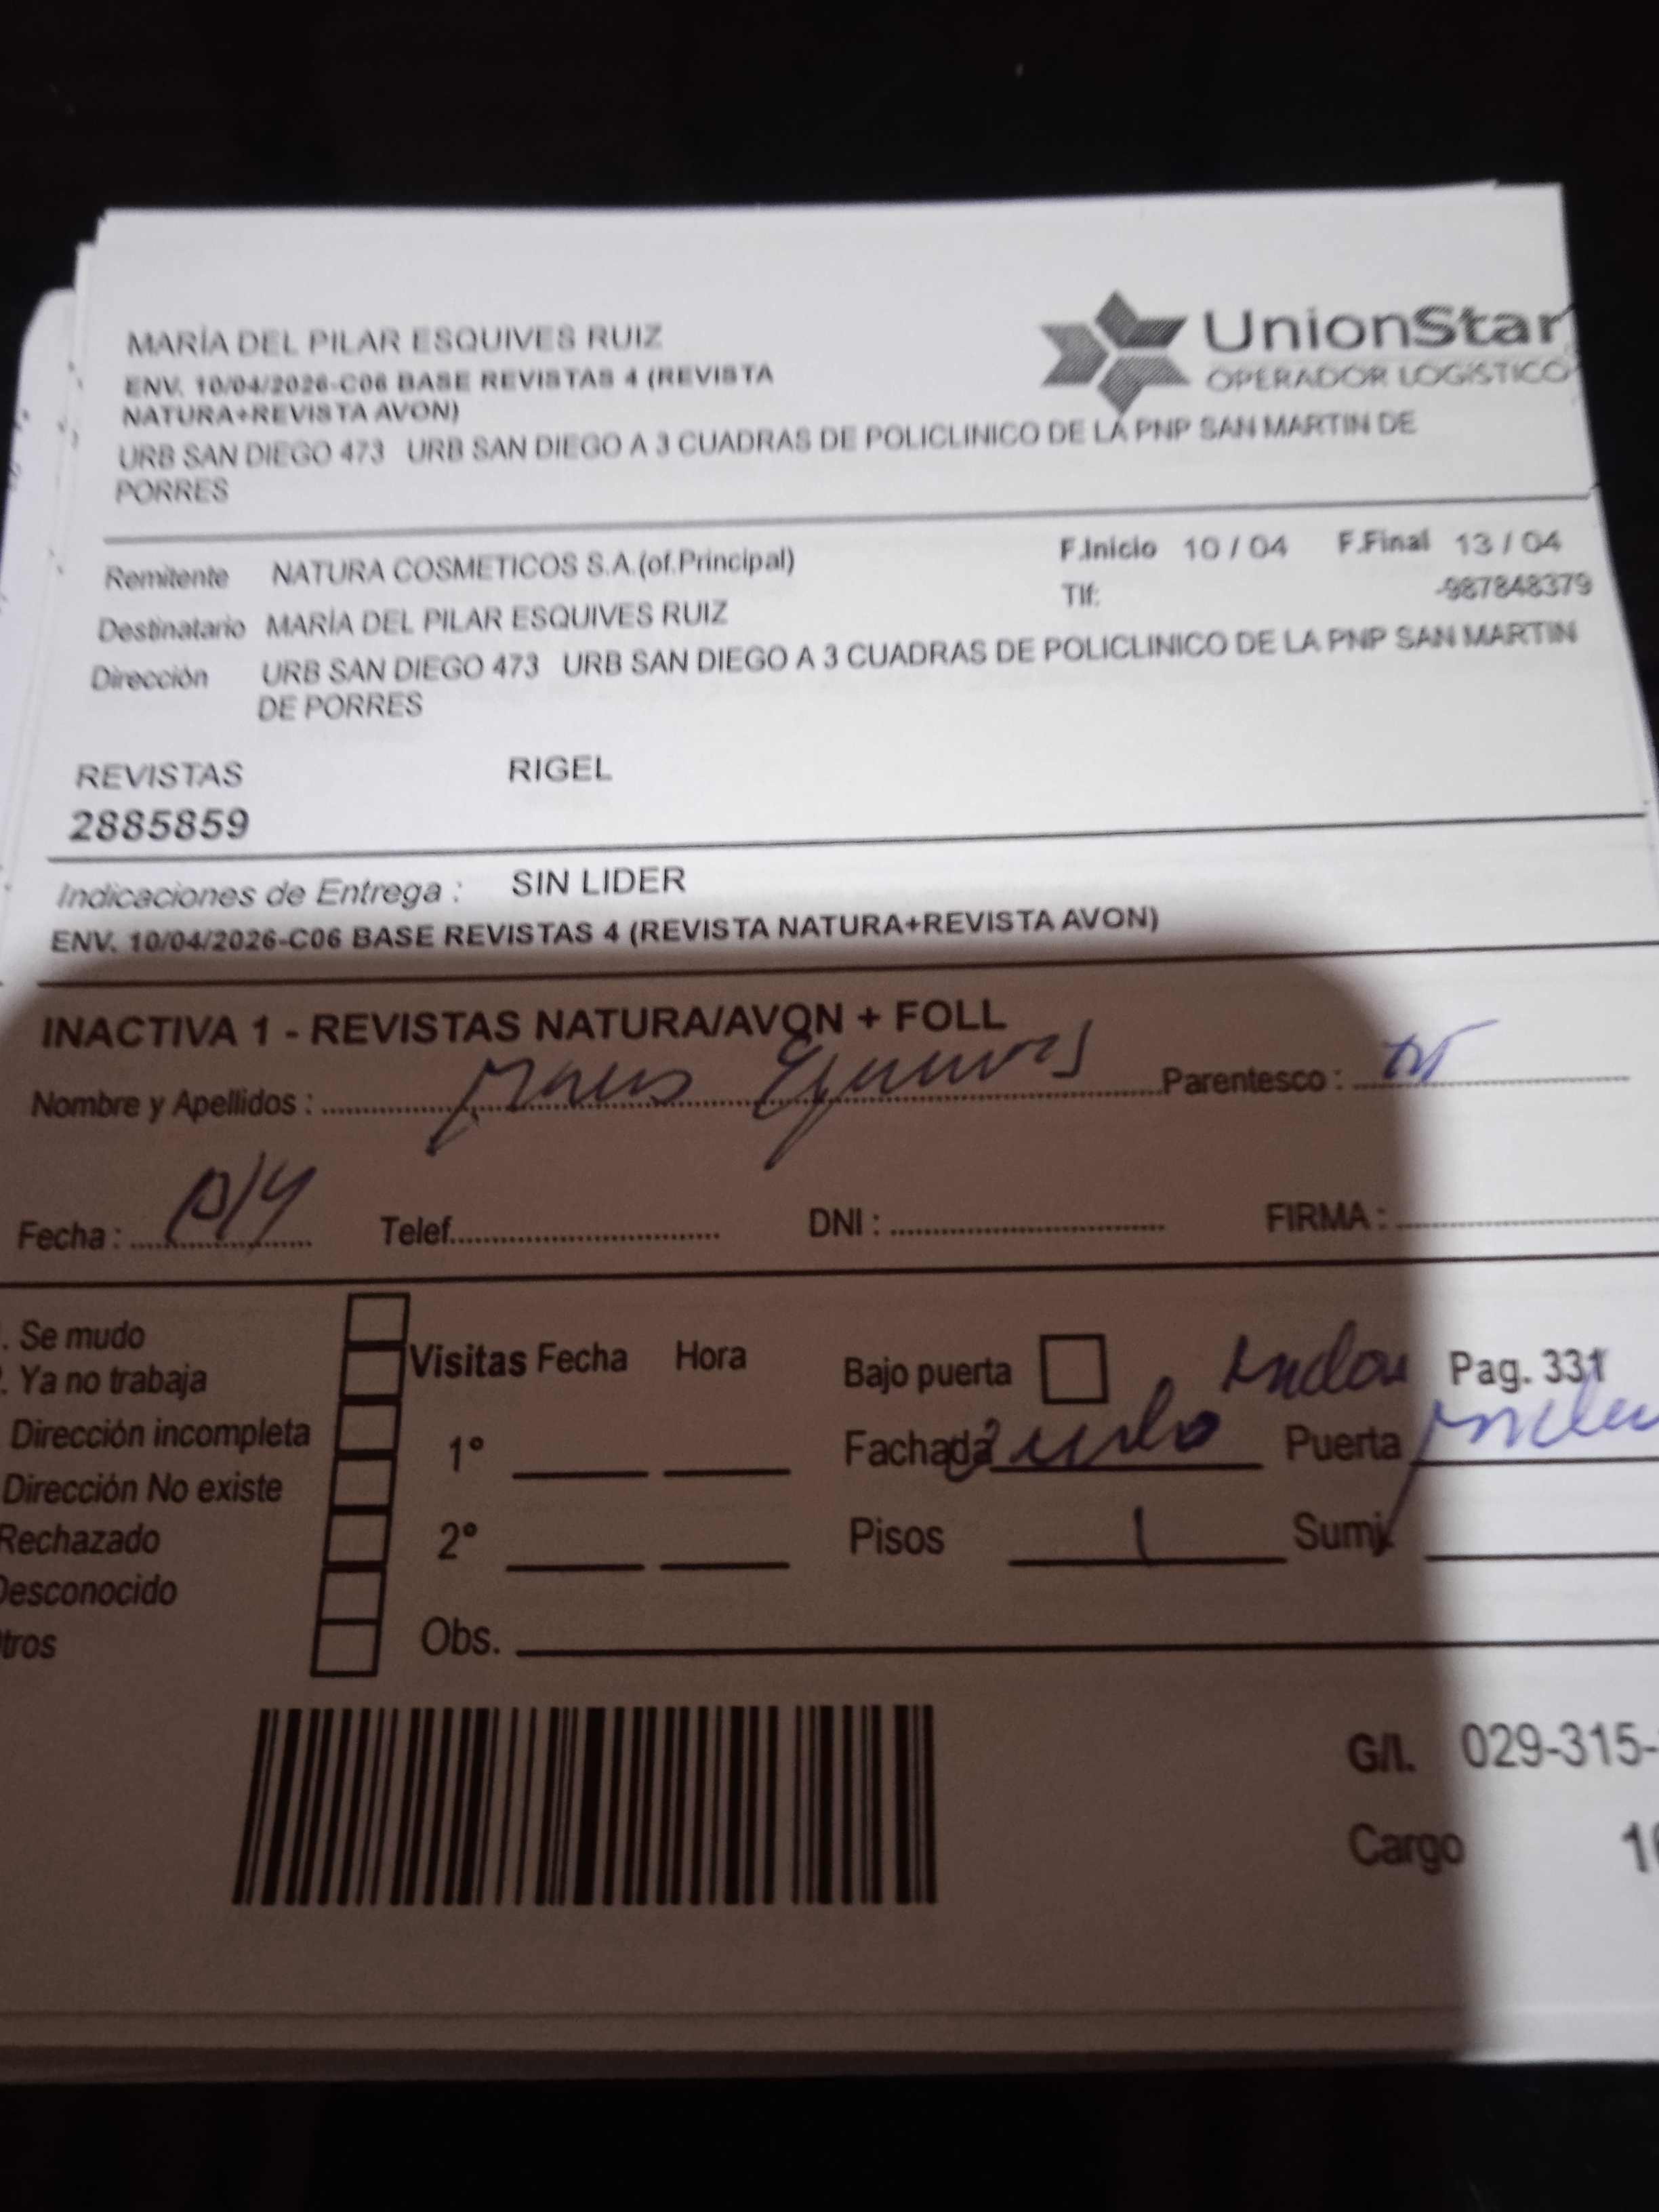 MARÍA DEL PILAR ESQUIVES RUIZ
UnionStar
OPERADOR LOGÍSTICO
ENV. 10/04/2026-C06 BASE REVISTAS 4 (REVISTA
NATURA+REVISTA AVON)
URB SAN DIEGO 473 URB SAN DIEGO A 3 CUADRAS DE POLICLINICO DE LA PNP SAN MARTIN DE
PORRES
Remitente NATURA COSMETICOS S.A.(of.Principal) F.Inicio 10 / 04 F.Final 13 / 04
Destinatario MARÍA DEL PILAR ESQUIVES RUIZ Tlf: -987848379
Dirección URB SAN DIEGO 473 URB SAN DIEGO A 3 CUADRAS DE POLICLINICO DE LA PNP SAN MARTIN
DE PORRES
REVISTAS RIGEL
2885859
Indicaciones de Entrega : SIN LIDER
ENV. 10/04/2026-C06 BASE REVISTAS 4 (REVISTA NATURA+REVISTA AVON)
INACTIVA 1 - REVISTAS NATURA/AVON + FOLL
Nombre y Apellidos : Parentesco :
Fecha : Telef. DNI : FIRMA :
. Se mudo
. Ya no trabaja
Dirección incompleta
Dirección No existe
Rechazado
Desconocido
tros
Visitas Fecha Hora
1°
2°
Obs.
Bajo puerta Pag. 331
Fachada Puerta
Pisos 1 Sumi.
G/I. 029-315-
Cargo 1